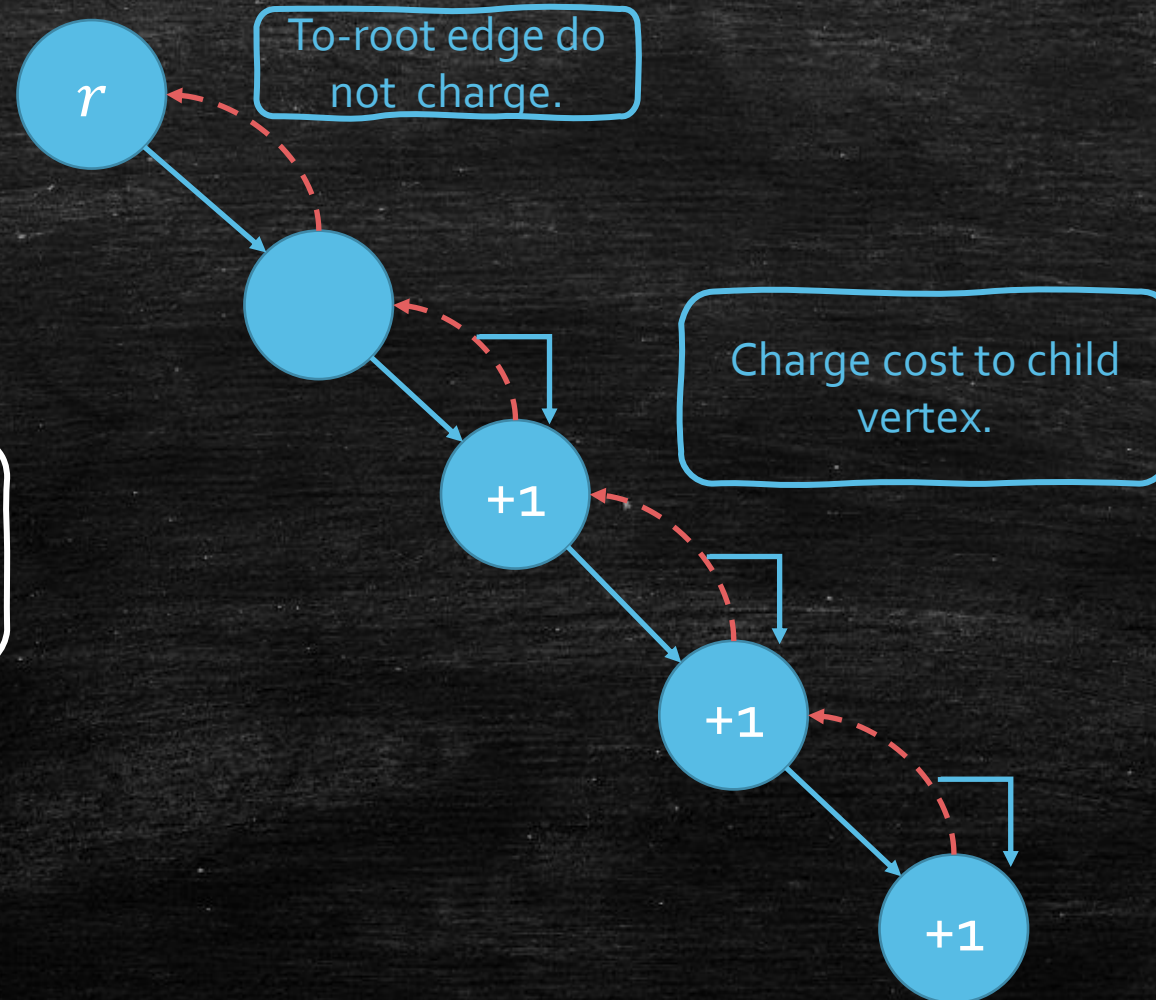 To-root edge do
not charge.
r
Charge cost to child
vertex.
+1
+1
+1